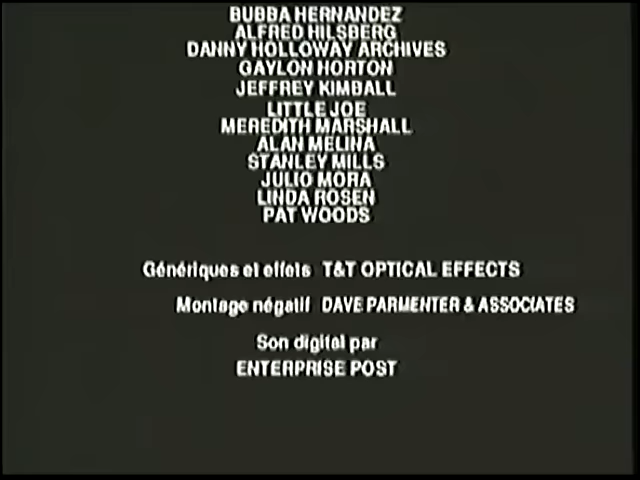 BUBBA HERNANDEZ
ALFRED HILSBERG
DANNY HOLLOWAY ARCHIVES
GAYLON HORTON
JEFFREY KIMBALL
LITTLE JOE
MEREDITH MARSHALL
ALAN MELINA
STANLEY MILLS
JULIO MORA
LINDA ROSEN
PAT WOODS
Génériques et effets T&T OPTICAL EFFECTS
Montage négatif DAVE PARMENTER & ASSOCIATES
Son digital par
ENTERPRISE POST